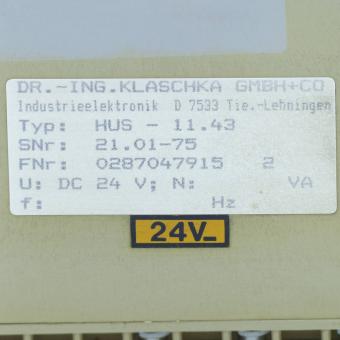 DR.-ING.KLASCHKA GMBH+CO
Industrieelektronik D 7533 Tie.-Lehningen
Typ: HUS - 11.43
SNr: 21.01-75
FNr: 0287047915 2
U: DC 24 V; N: VA
f: Hz
24V